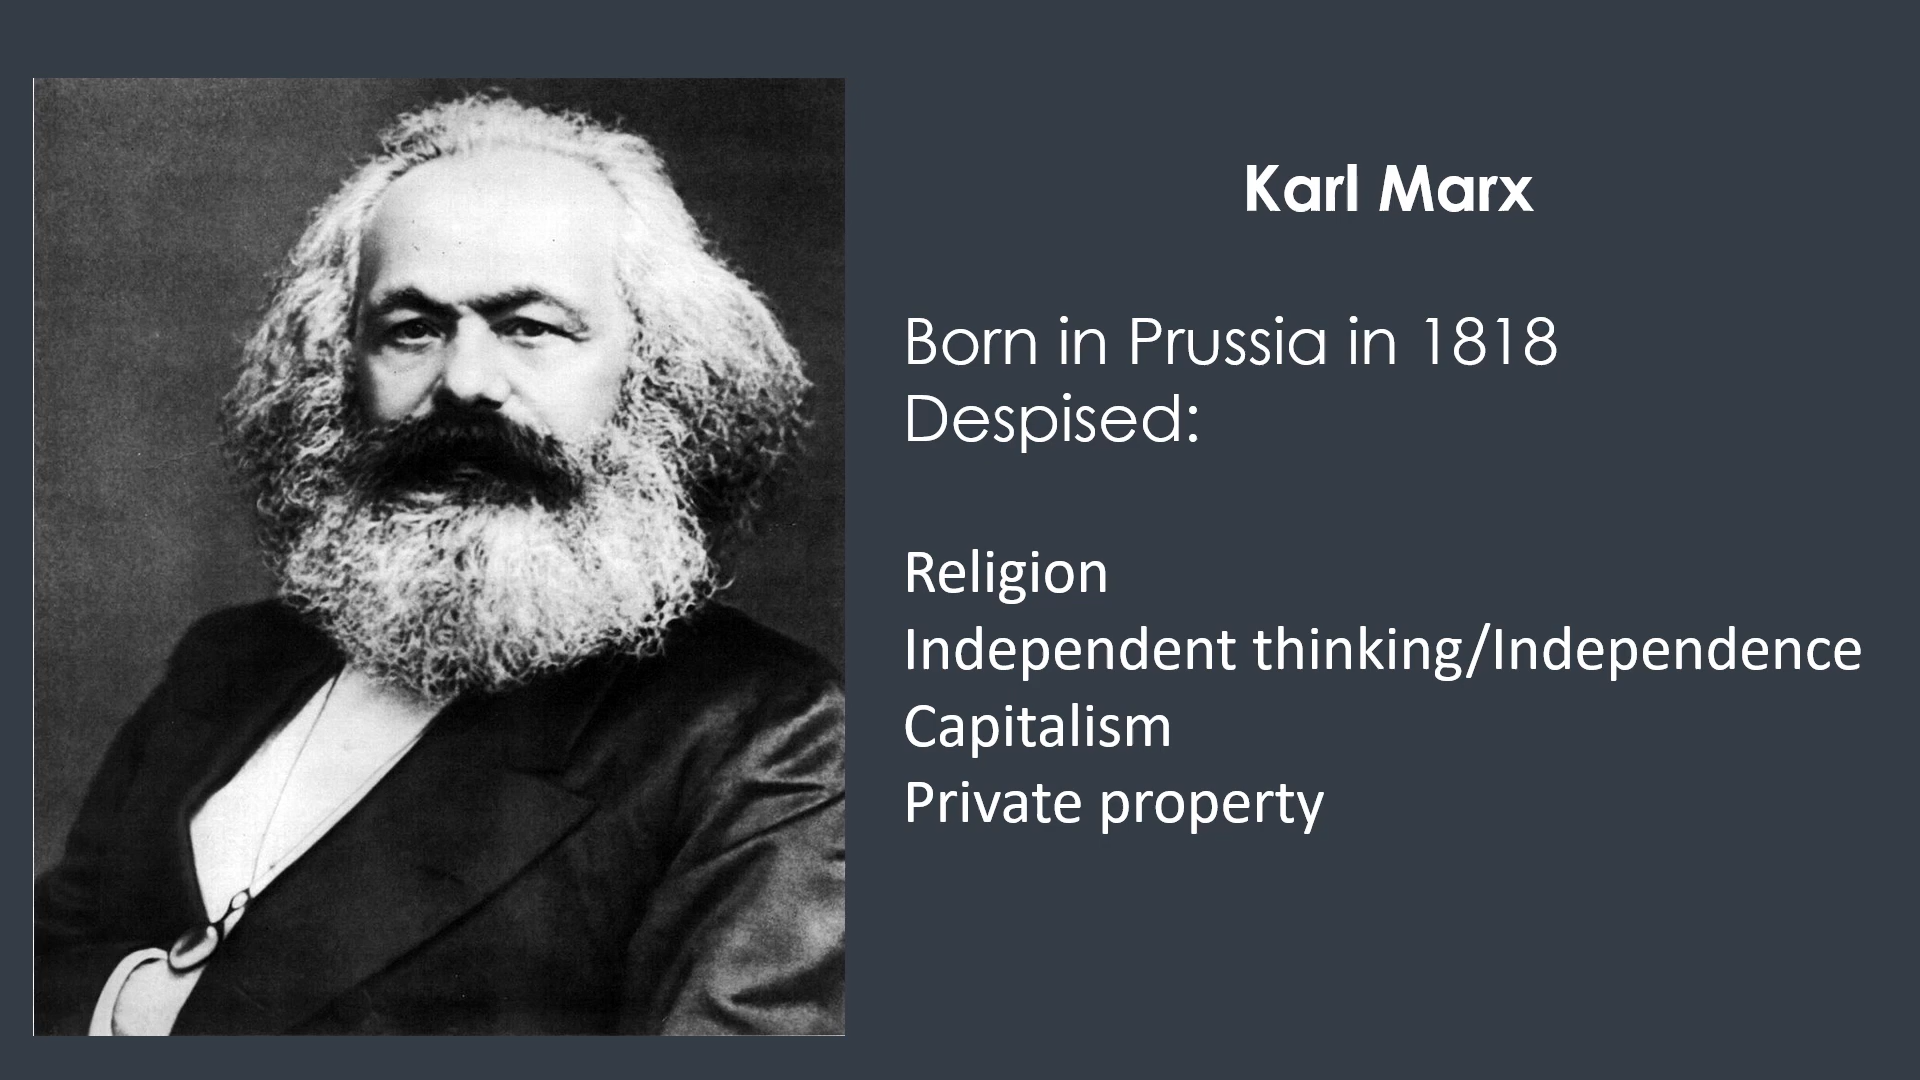 Karl Marx
Born in Prussia in 1818
Despised:
Religion
Independent thinking/Independence
Capitalism
Private property